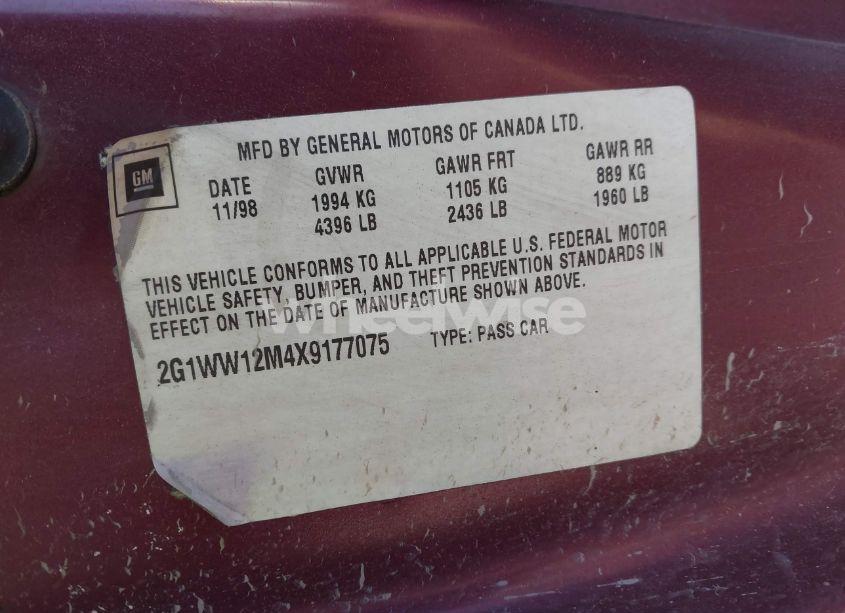 MFD BY GENERAL MOTORS OF CANADA LTD.
GM
DATE GVWR GAWR FRT GAWR RR
11/98 1994 KG 1105 KG 889 KG
4396 LB 2436 LB 1960 LB
THIS VEHICLE CONFORMS TO ALL APPLICABLE U.S. FEDERAL MOTOR
VEHICLE SAFETY, BUMPER, AND THEFT PREVENTION STANDARDS IN
EFFECT ON THE DATE OF MANUFACTURE SHOWN ABOVE.
wheelwise
2G1WW12M4X9177075 TYPE: PASS CAR